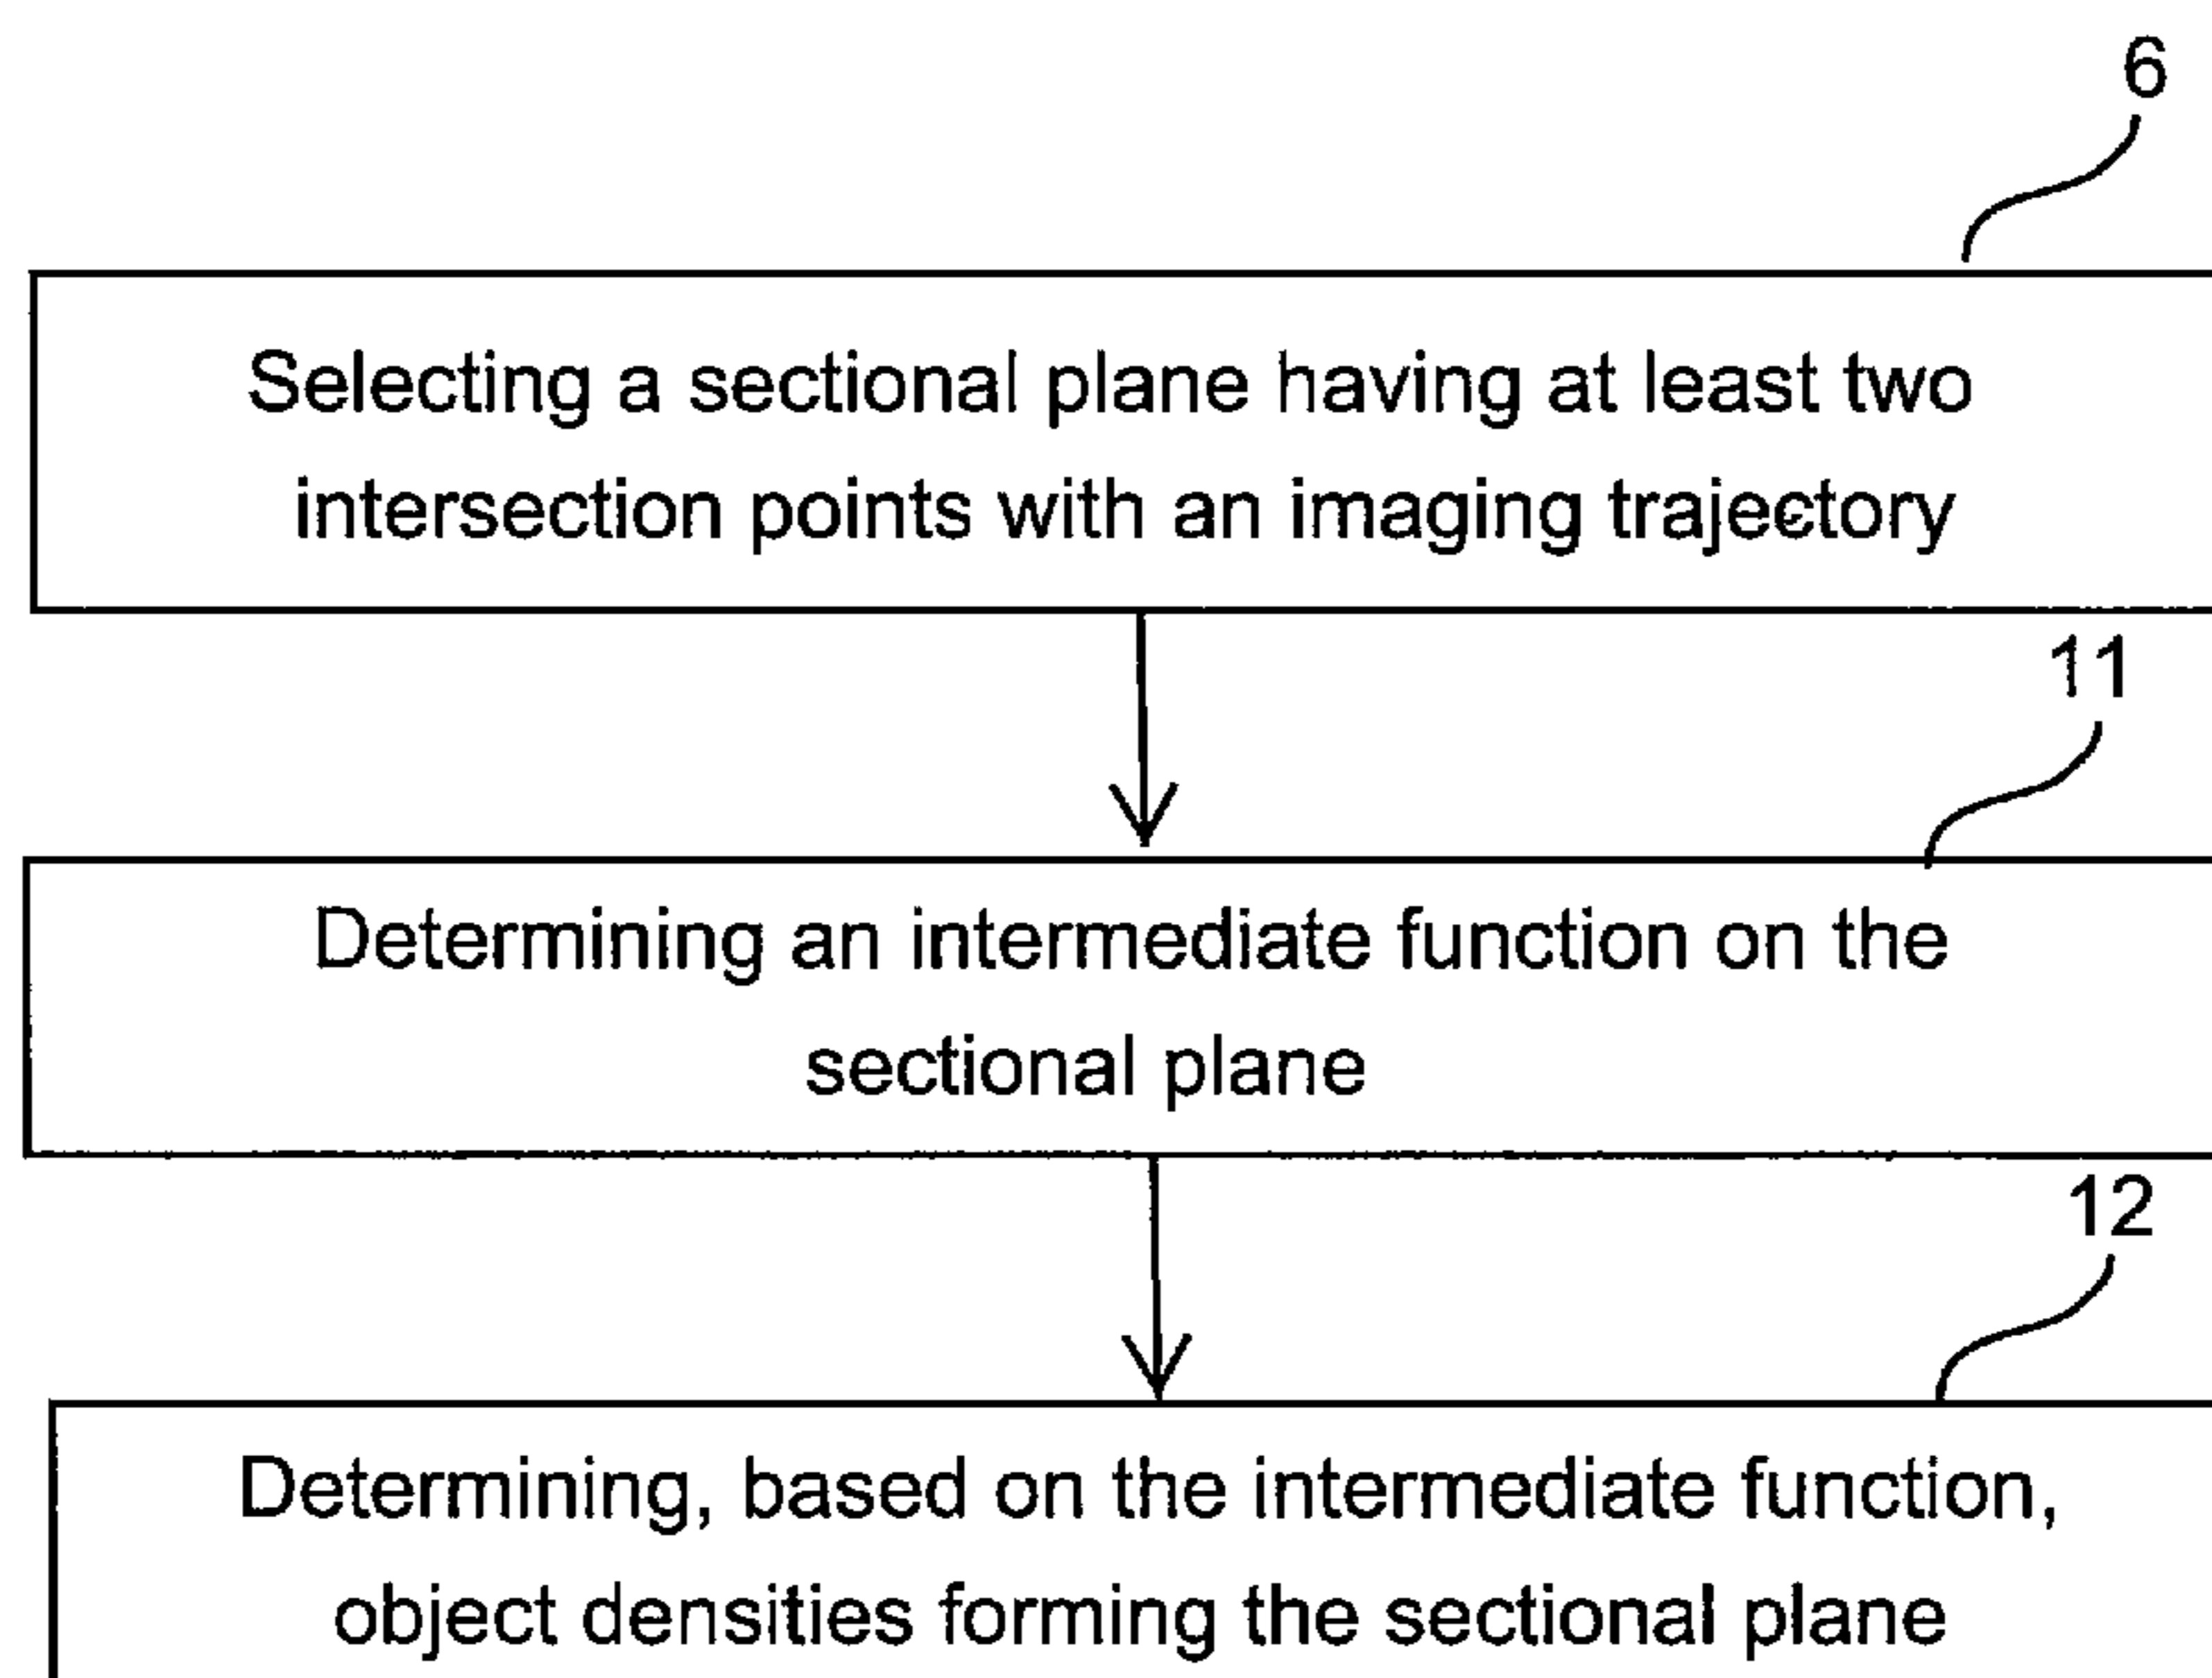 6
Selecting a sectional plane having at least two
intersection points with an imaging trajectory
11
Determining an intermediate function on the
sectional plane
12
Determining, based on the intermediate function,
object densities forming the sectional plane